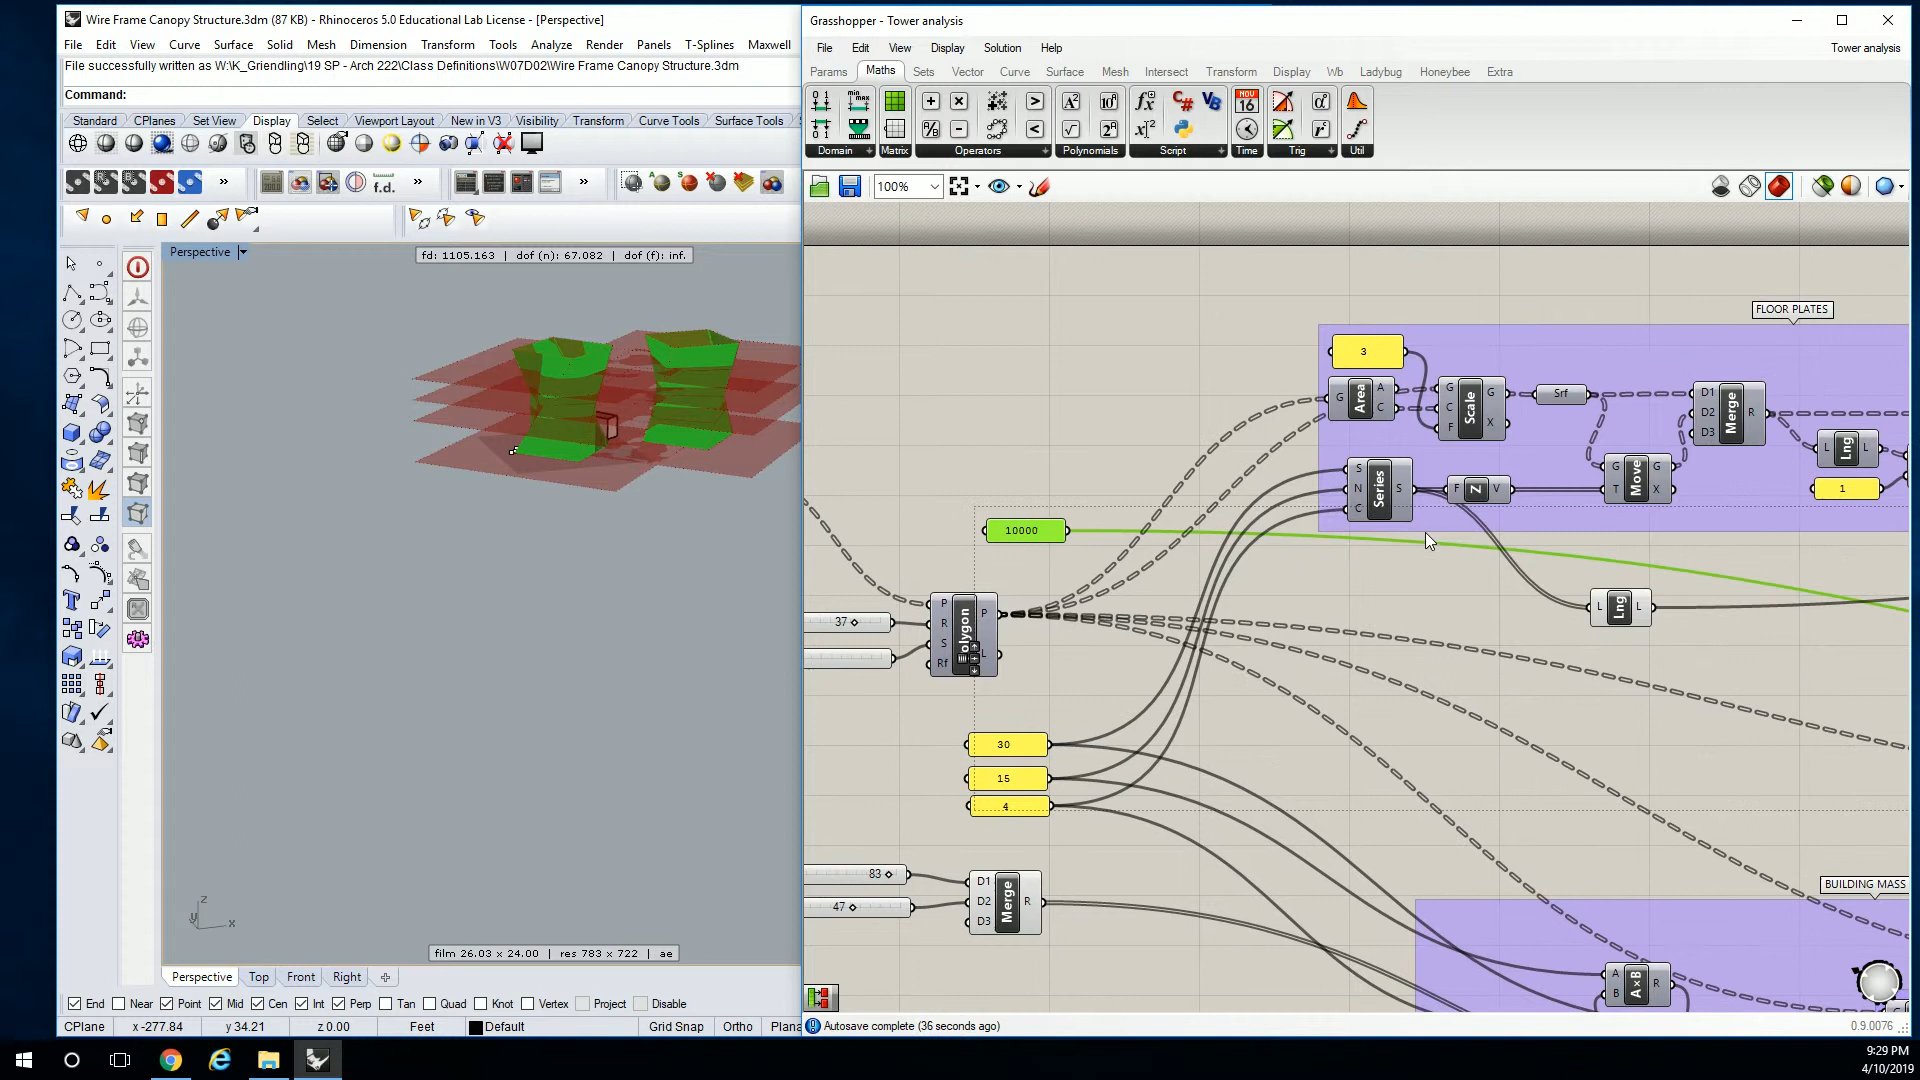 Wire Frame Canopy Structure.3dm (87 KB) - Rhinoceros 5.0 Educational Lab License - [Perspective]
File Edit View Curve Surface Solid Mesh Dimension Transform Tools Analyze Render Panels T-Splines Maxwell
File successfully written as W:\K_Griendling\19 SP - Arch 222\Class Definitions\W07D02\Wire Frame Canopy Structure.3dm
Command:
Standard CPlanes Set View Display Select Viewport Layout New in V3 Visibility Transform Curve Tools Surface Tools
f.d.
Perspective
fd: 1105.163 | dof (n): 67.082 | dof (f): inf.
z
y
x
film 26.03 x 24.00 | res 783 x 722 | ae
Perspective Top Front Right
End Near Point Mid Cen Int Perp Tan Quad Knot Vertex Project Disable
CPlane x -277.84 y 34.21 z 0.00 Feet Default Grid Snap Ortho Plana
Grasshopper - Tower analysis
File Edit View Display Solution Help Tower analysis
Params Maths Sets Vector Curve Surface Mesh Intersect Transform Display Wb Ladybug Honeybee Extra
Domain Matrix Operators Polynomials Script Time Trig Util
100%
FLOOR PLATES
3
G Area A C
G C F Scale G X
Srf
D1 D2 D3 Merge R
L Lng L
S N C Series S
F Z V
G T Move G X
1
10000
L Lng L
P R S Rf olygon P L
37
30
15
4
83
47
D1 D2 D3 Merge R
BUILDING MASS
A B A×B R
Autosave complete (36 seconds ago)
0.9.0076
9:29 PM
4/10/2019